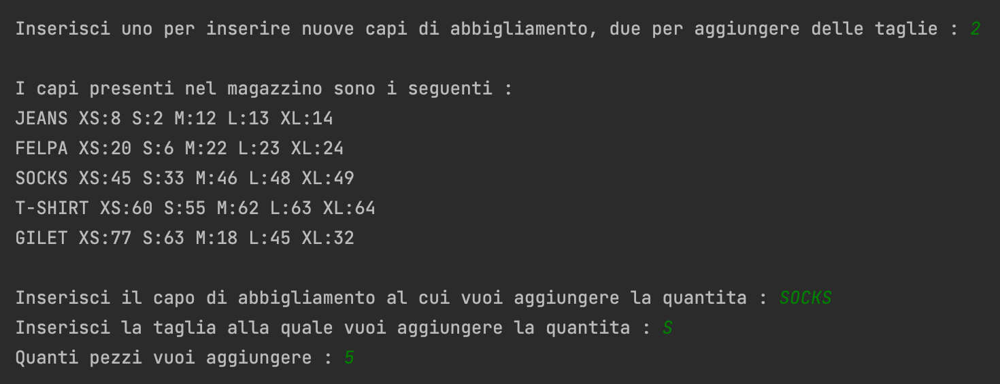 Inserisci uno per inserire nuove capi di abbigliamento, due per aggiungere delle taglie : 2
I capi presenti nel magazzino sono i seguenti :
JEANS XS:8 S:2 M:12 L:13 XL:14
FELPA XS:20 S:6 M:22 L:23 XL:24
SOCKS XS:45 S:33 M:46 L:48 XL:49
T-SHIRT XS:60 S:55 M:62 L:63 XL:64
GILET XS:77 S:63 M:18 L:45 XL:32
Inserisci il capo di abbigliamento al cui vuoi aggiungere la quantita : SOCKS
Inserisci la taglia alla quale vuoi aggiungere la quantita : S
Quanti pezzi vuoi aggiungere : 5